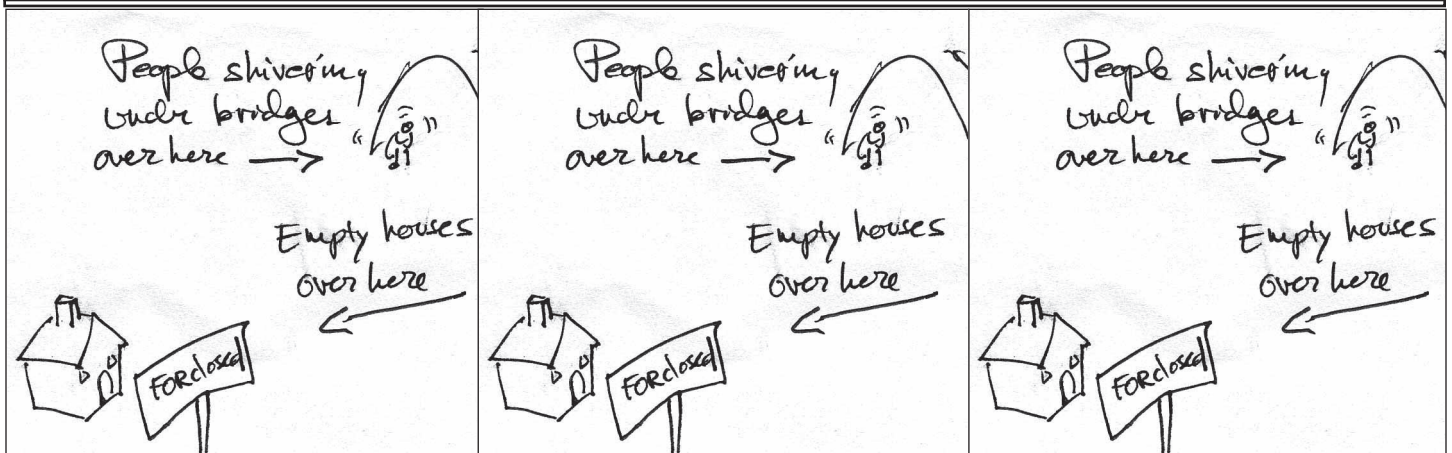 People shivering
under bridges
over here
Empty houses
over here
FORclosed
People shivering
under bridges
over here
Empty houses
over here
FORclosed
People shivering
under bridges
over here
Empty houses
over here
FORclosed